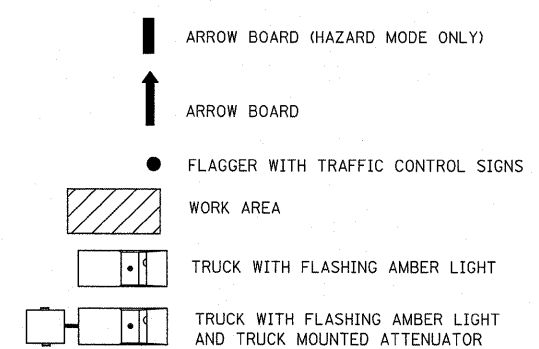 ARROW BOARD (HAZARD MODE ONLY)
ARROW BOARD
FLAGGER WITH TRAFFIC CONTROL SIGNS
WORK AREA
TRUCK WITH FLASHING AMBER LIGHT
TRUCK WITH FLASHING AMBER LIGHT
AND TRUCK MOUNTED ATTENUATOR